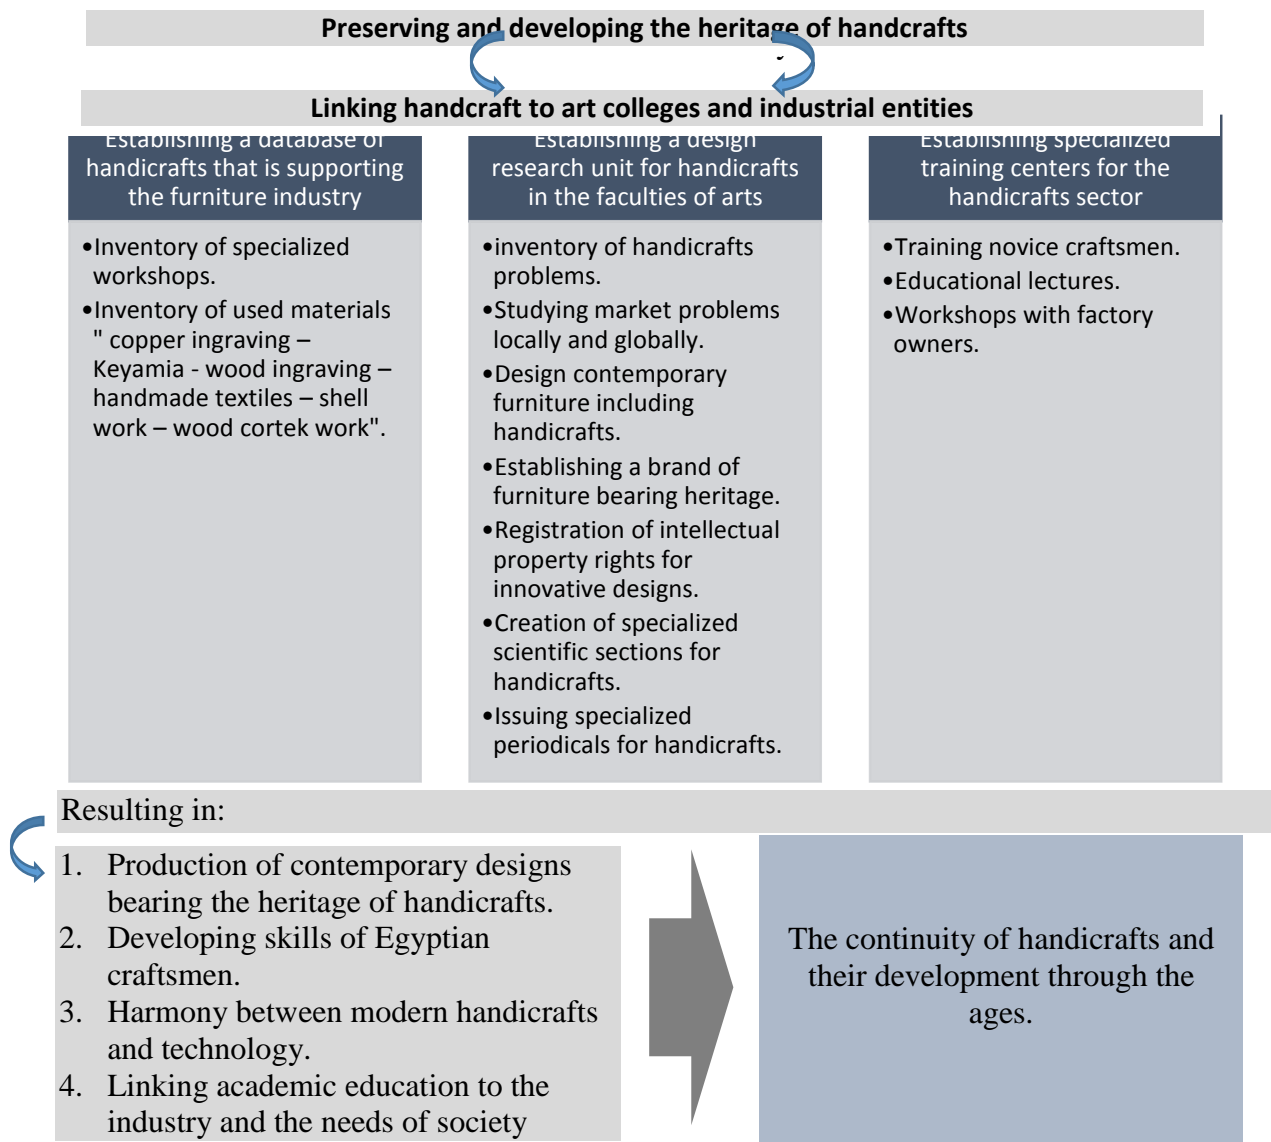 Preserving and developing the heritage of handcrafts
Linking handcraft to art colleges and industrial entities
Establishing a database of
handicrafts that is supporting
the furniture industry
•Inventory of specialized
workshops.
•Inventory of used materials
" copper ingraving –
Keyamia - wood ingraving –
handmade textiles – shell
work – wood cortek work".
Establishing a design
research unit for handicrafts
in the faculties of arts
•inventory of handicrafts
problems.
•Studying market problems
locally and globally.
•Design contemporary
furniture including
handicrafts.
•Establishing a brand of
furniture bearing heritage.
•Registration of intellectual
property rights for
innovative designs.
•Creation of specialized
scientific sections for
handicrafts.
•Issuing specialized
periodicals for handicrafts.
Establishing specialized
training centers for the
handicrafts sector
•Training novice craftsmen.
•Educational lectures.
•Workshops with factory
owners.
Resulting in:
1. Production of contemporary designs
bearing the heritage of handicrafts.
2. Developing skills of Egyptian
craftsmen.
3. Harmony between modern handicrafts
and technology.
4. Linking academic education to the
industry and the needs of society
The continuity of handicrafts and
their development through the
ages.